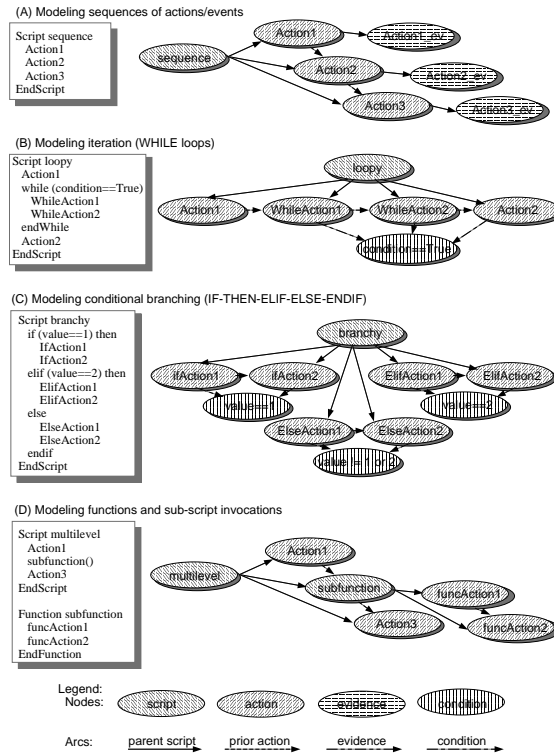 (A) Modeling sequences of actions/events
Script sequence
Action1
Action2
Action3
EndScript
sequence
Action1
Action1_ev
Action2
Action2_ev
Action3
Action3_ev
(B) Modeling iteration (WHILE loops)
Script loopy
Action1
while (condition==True)
WhileAction1
WhileAction2
endWhile
Action2
EndScript
loopy
Action1
WhileAction1
WhileAction2
Action2
condition==True
(C) Modeling conditional branching (IF-THEN-ELIF-ELSE-ENDIF)
Script branchy
if (value==1) then
IfAction1
IfAction2
elif (value==2) then
ElifAction1
ElifAction2
else
ElseAction1
ElseAction2
endif
EndScript
branchy
ifAction1
ifAction2
ElifAction1
ElifAction2
value==1
value==2
ElseAction1
ElseAction2
value != 1 or 2
(D) Modeling functions and sub-script invocations
Script multilevel
Action1
subfunction()
Action3
EndScript
Function subfunction
funcAction1
funcAction2
EndFunction
multilevel
Action1
subfunction
funcAction1
Action3
funcAction2
Legend:
Nodes:
script
action
evidence
condition
Arcs:
parent script
prior action
evidence
condition